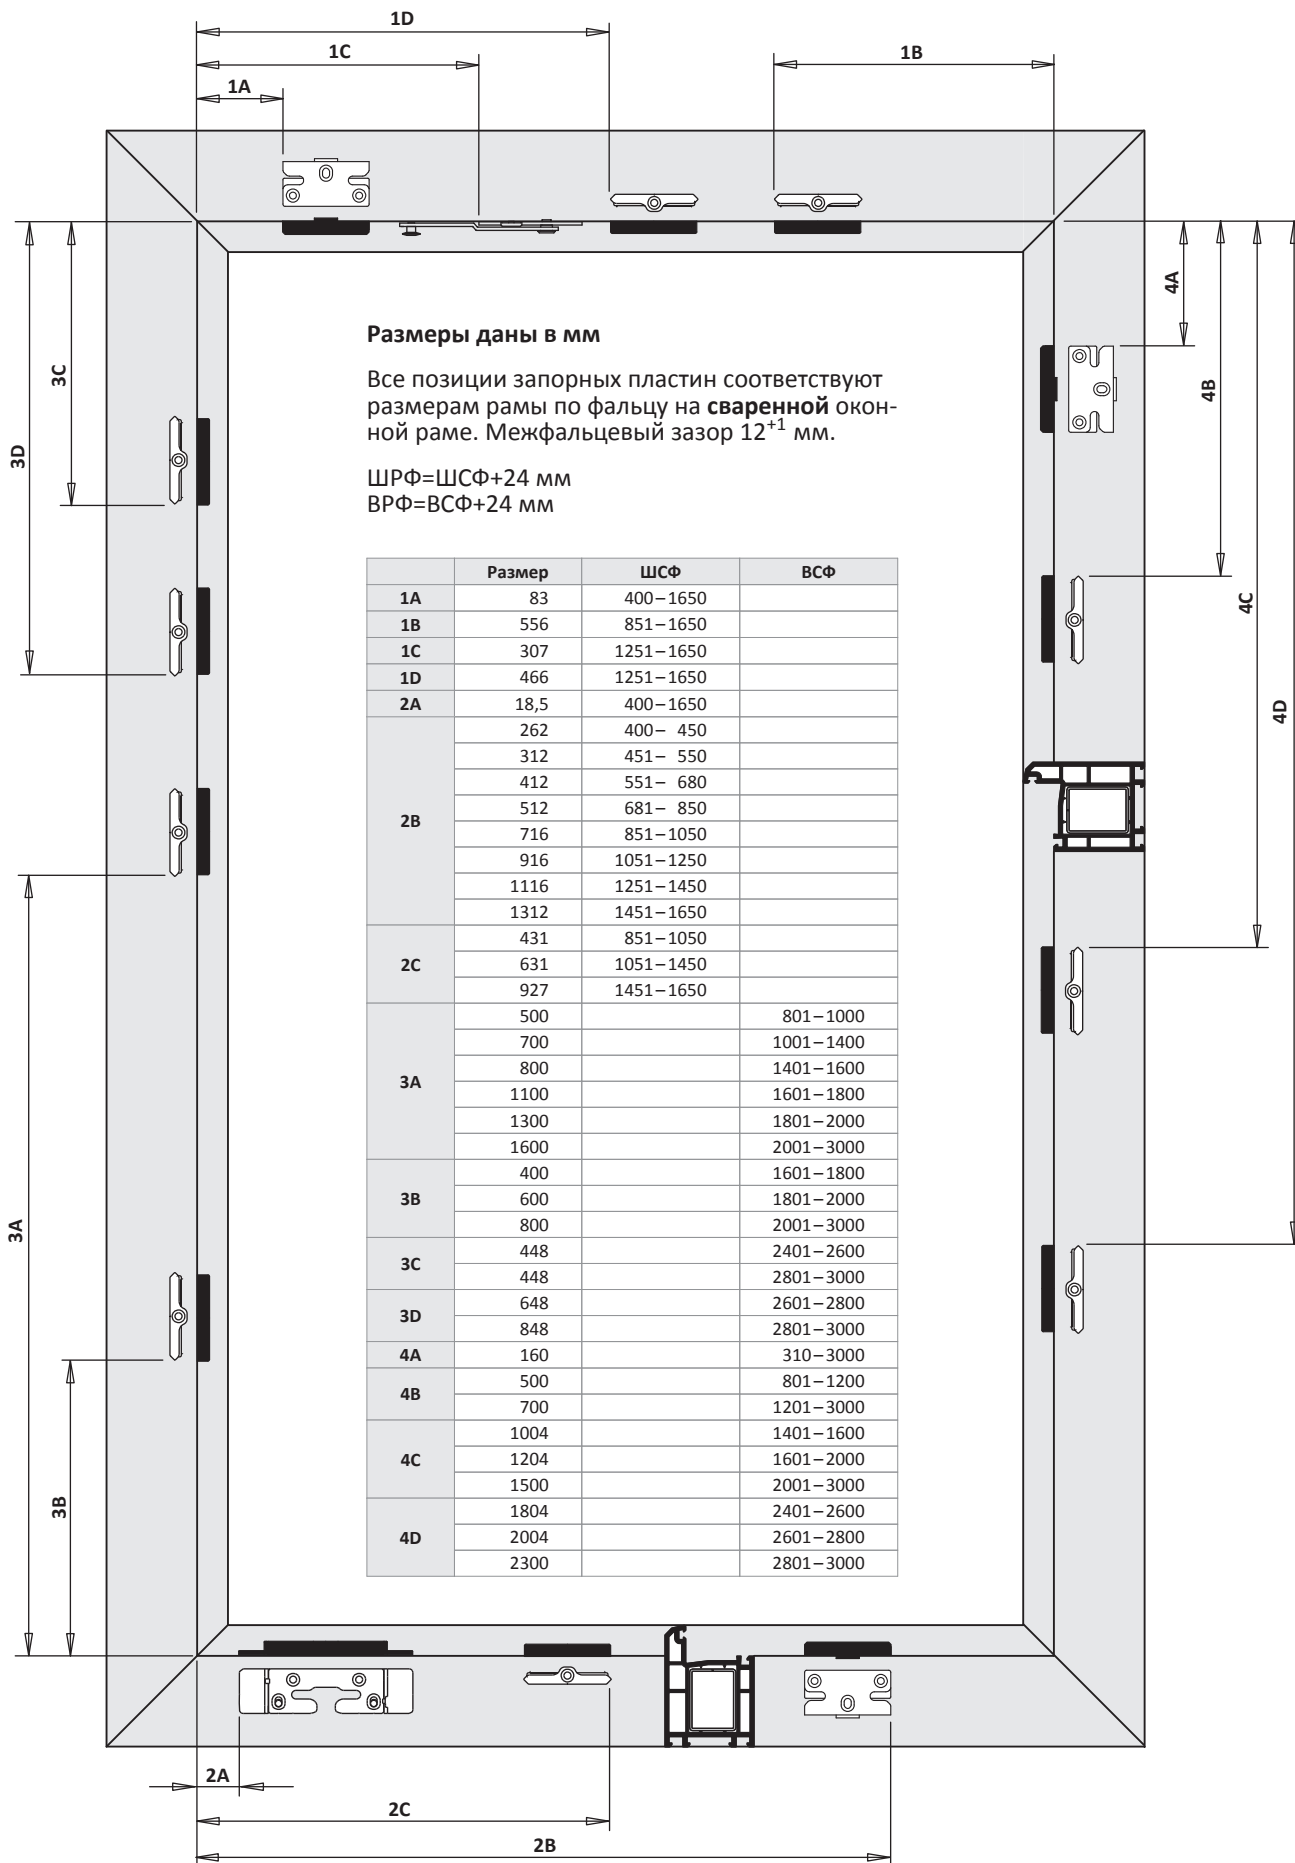 1D
1C
1B
1A
4A
3C
4B
3D
4C
4D
3A
3B
Размеры даны в мм
Все позиции запорных пластин соответствуют
размерам рамы по фальцу на сваренной окон-
ной раме. Межфальцевый зазор 12+1 мм.
ШРФ=ШСФ+24 мм
ВРФ=ВСФ+24 мм
Размер ШСФ ВСФ
1A 83 400–1650
1B 556 851–1650
1C 307 1251–1650
1D 466 1251–1650
2A 18,5 400–1650
2B 262 400– 450
312 451– 550
412 551– 680
512 681– 850
716 851–1050
916 1051–1250
1116 1251–1450
1312 1451–1650
2C 431 851–1050
631 1051–1450
927 1451–1650
3A 500 801–1000
700 1001–1400
800 1401–1600
1100 1601–1800
1300 1801–2000
1600 2001–3000
3B 400 1601–1800
600 1801–2000
800 2001–3000
3C 448 2401–2600
448 2801–3000
3D 648 2601–2800
848 2801–3000
4A 160 310–3000
4B 500 801–1200
700 1201–3000
4C 1004 1401–1600
1204 1601–2000
1500 2001–3000
4D 1804 2401–2600
2004 2601–2800
2300 2801–3000
2A
2C
2B